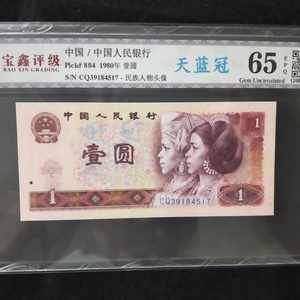 宝鑫评级
BAO XIN GRADING
中国 / 中国人民银行
Pick# 884 1980年 壹圆
S/N CQ39184517 - 民族人物头像
天蓝冠
65 EPQ
Gem Uncirculated
中国人民银行
壹圆
1
1
CQ39184517